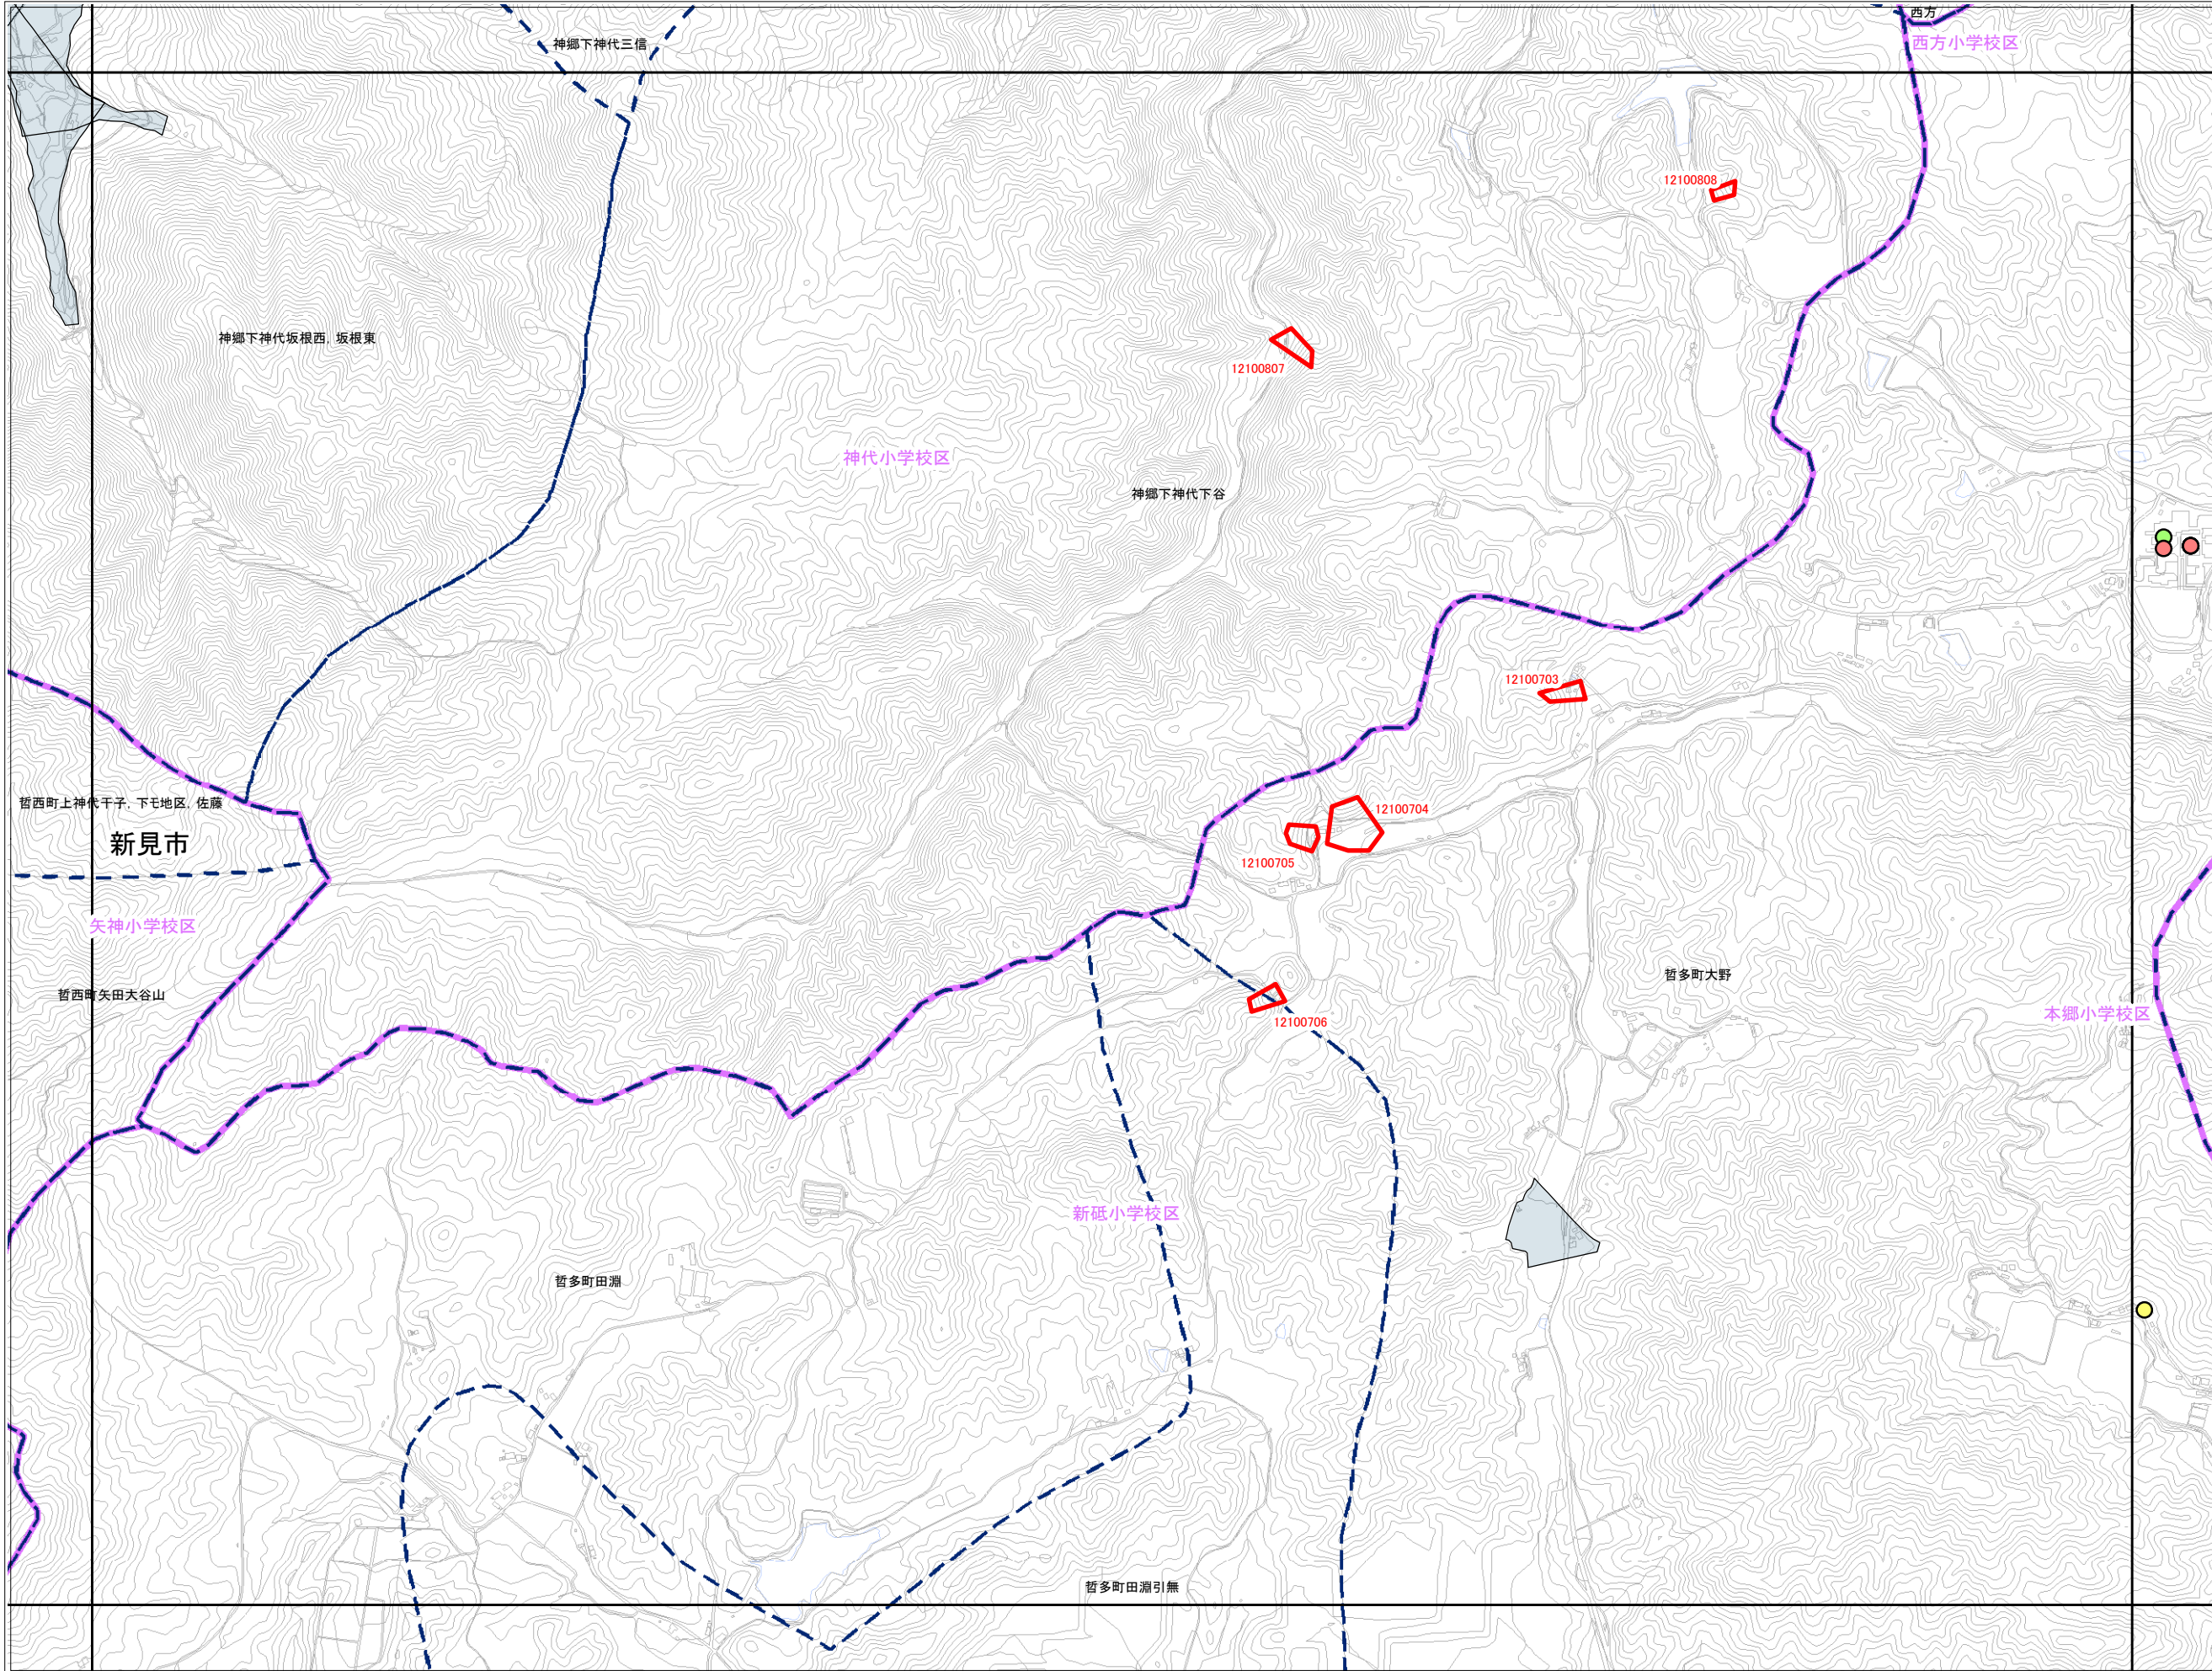 西方
神郷下神代三信
西方小学校区
12100808
神郷下神代坂根西, 坂根東
12100807
神代小学校区
神郷下神代下谷
12100703
哲西町上神代干子, 下モ地区, 佐藤
12100704
新見市
12100705
矢神小学校区
哲多町大野
哲西町矢田大谷山
本郷小学校区
12100706
新砥小学校区
哲多町田淵
哲多町田淵引無